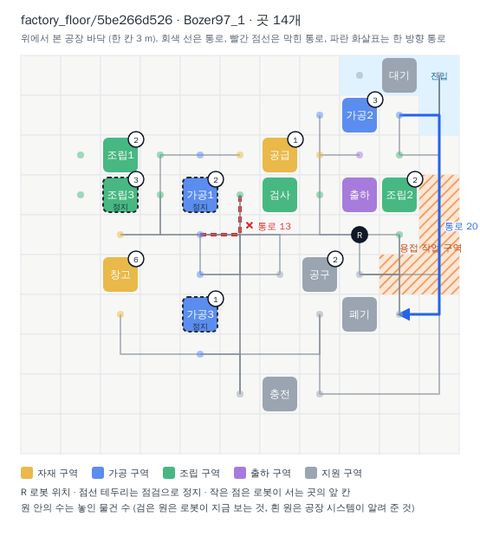 factory_floor/5be266d526 · Bozer97_1 · 곳 14개
위에서 본 공장 바닥 (한 칸 3 m). 회색 선은 통로, 빨간 점선은 막힌 통로, 파란 화살표는 한 방향 통로
대기
진입
3
가공2
2
조립1
1
공급
3
조립3
정지
2
가공1
정지
검사
출하
2
조립2
✖ 통로 13
R
통로 20
용접 작업 구역
6
창고
2
공구
1
가공3
정지
폐기
충전
자재 구역
가공 구역
조립 구역
출하 구역
지원 구역
R 로봇 위치 · 점선 테두리는 점검으로 정지 · 작은 점은 로봇이 서는 곳의 앞 칸
원 안의 수는 놓인 물건 건수 (검은 원은 로봇이 지금 보는 것, 흰 원은 공장 시스템이 알려 준 것)